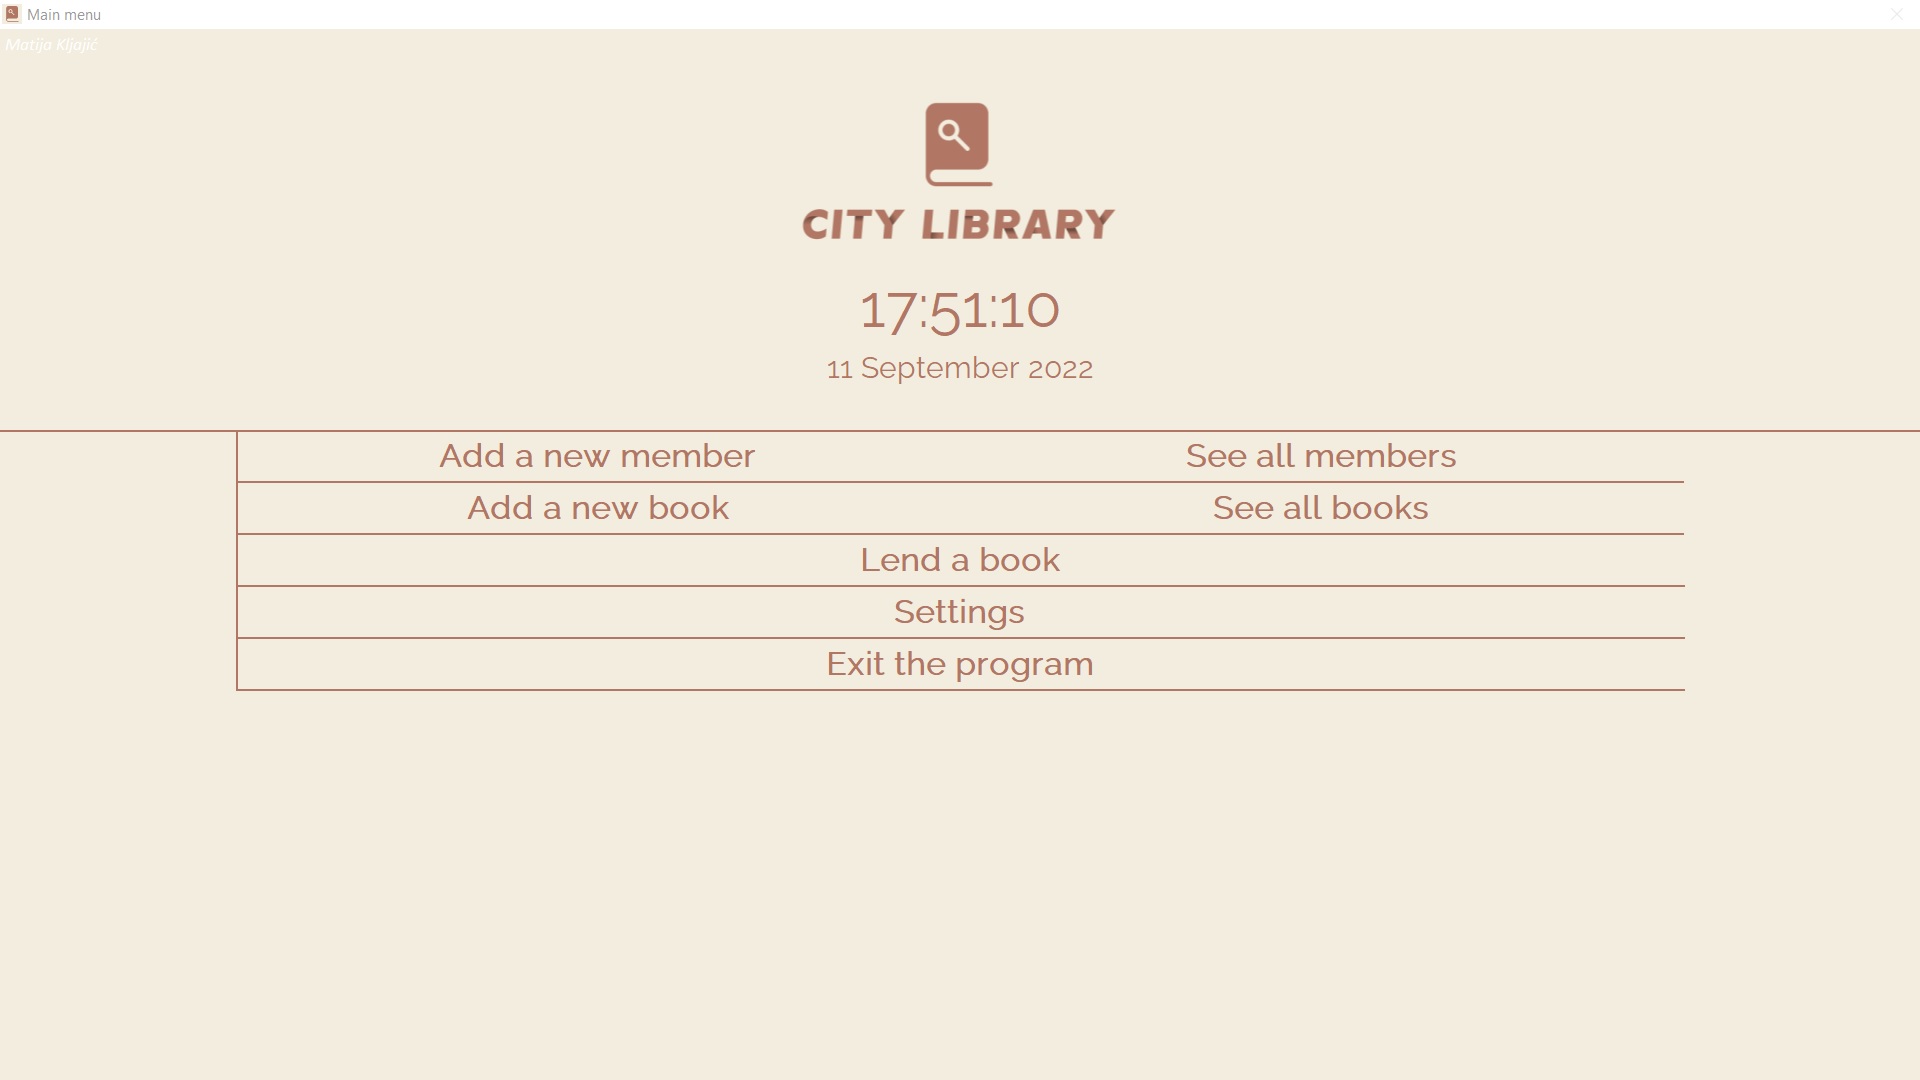 Main menu
Matija Kljajić
CITY LIBRARY
17:51:10
11 September 2022
Add a new member
See all members
Add a new book
See all books
Lend a book
Settings
Exit the program